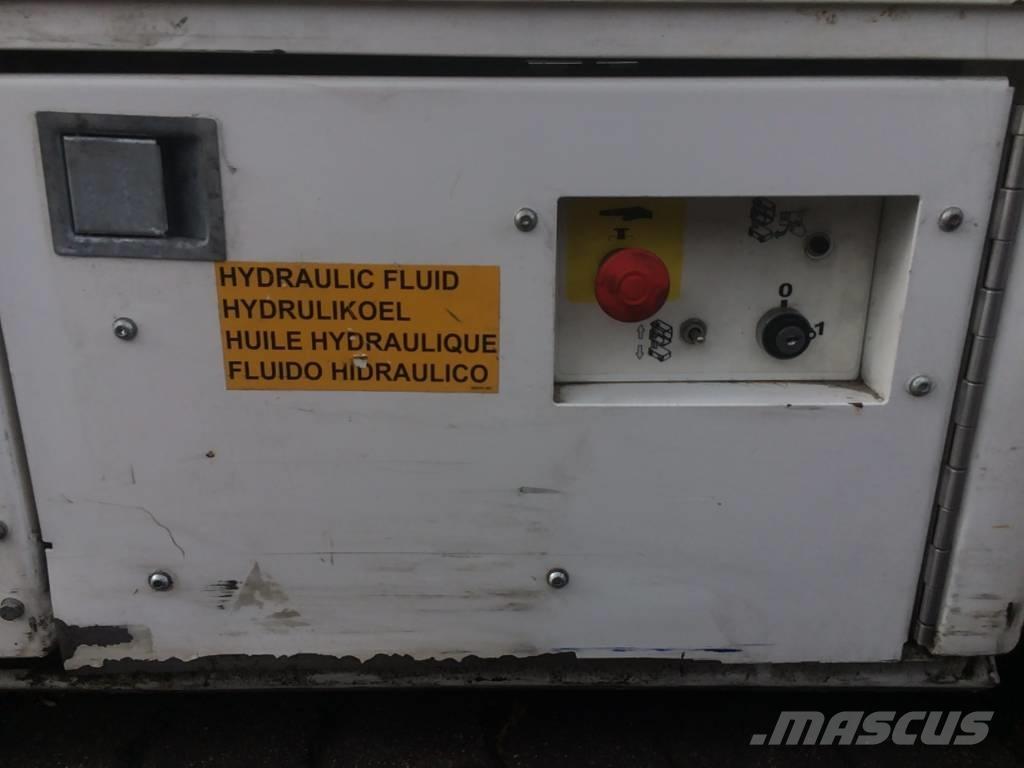 HYDRAULIC FLUID
HYDRULIKOEL
HUILE HYDRAULIQUE
FLUIDO HIDRAULICO
0
1
MASCUS